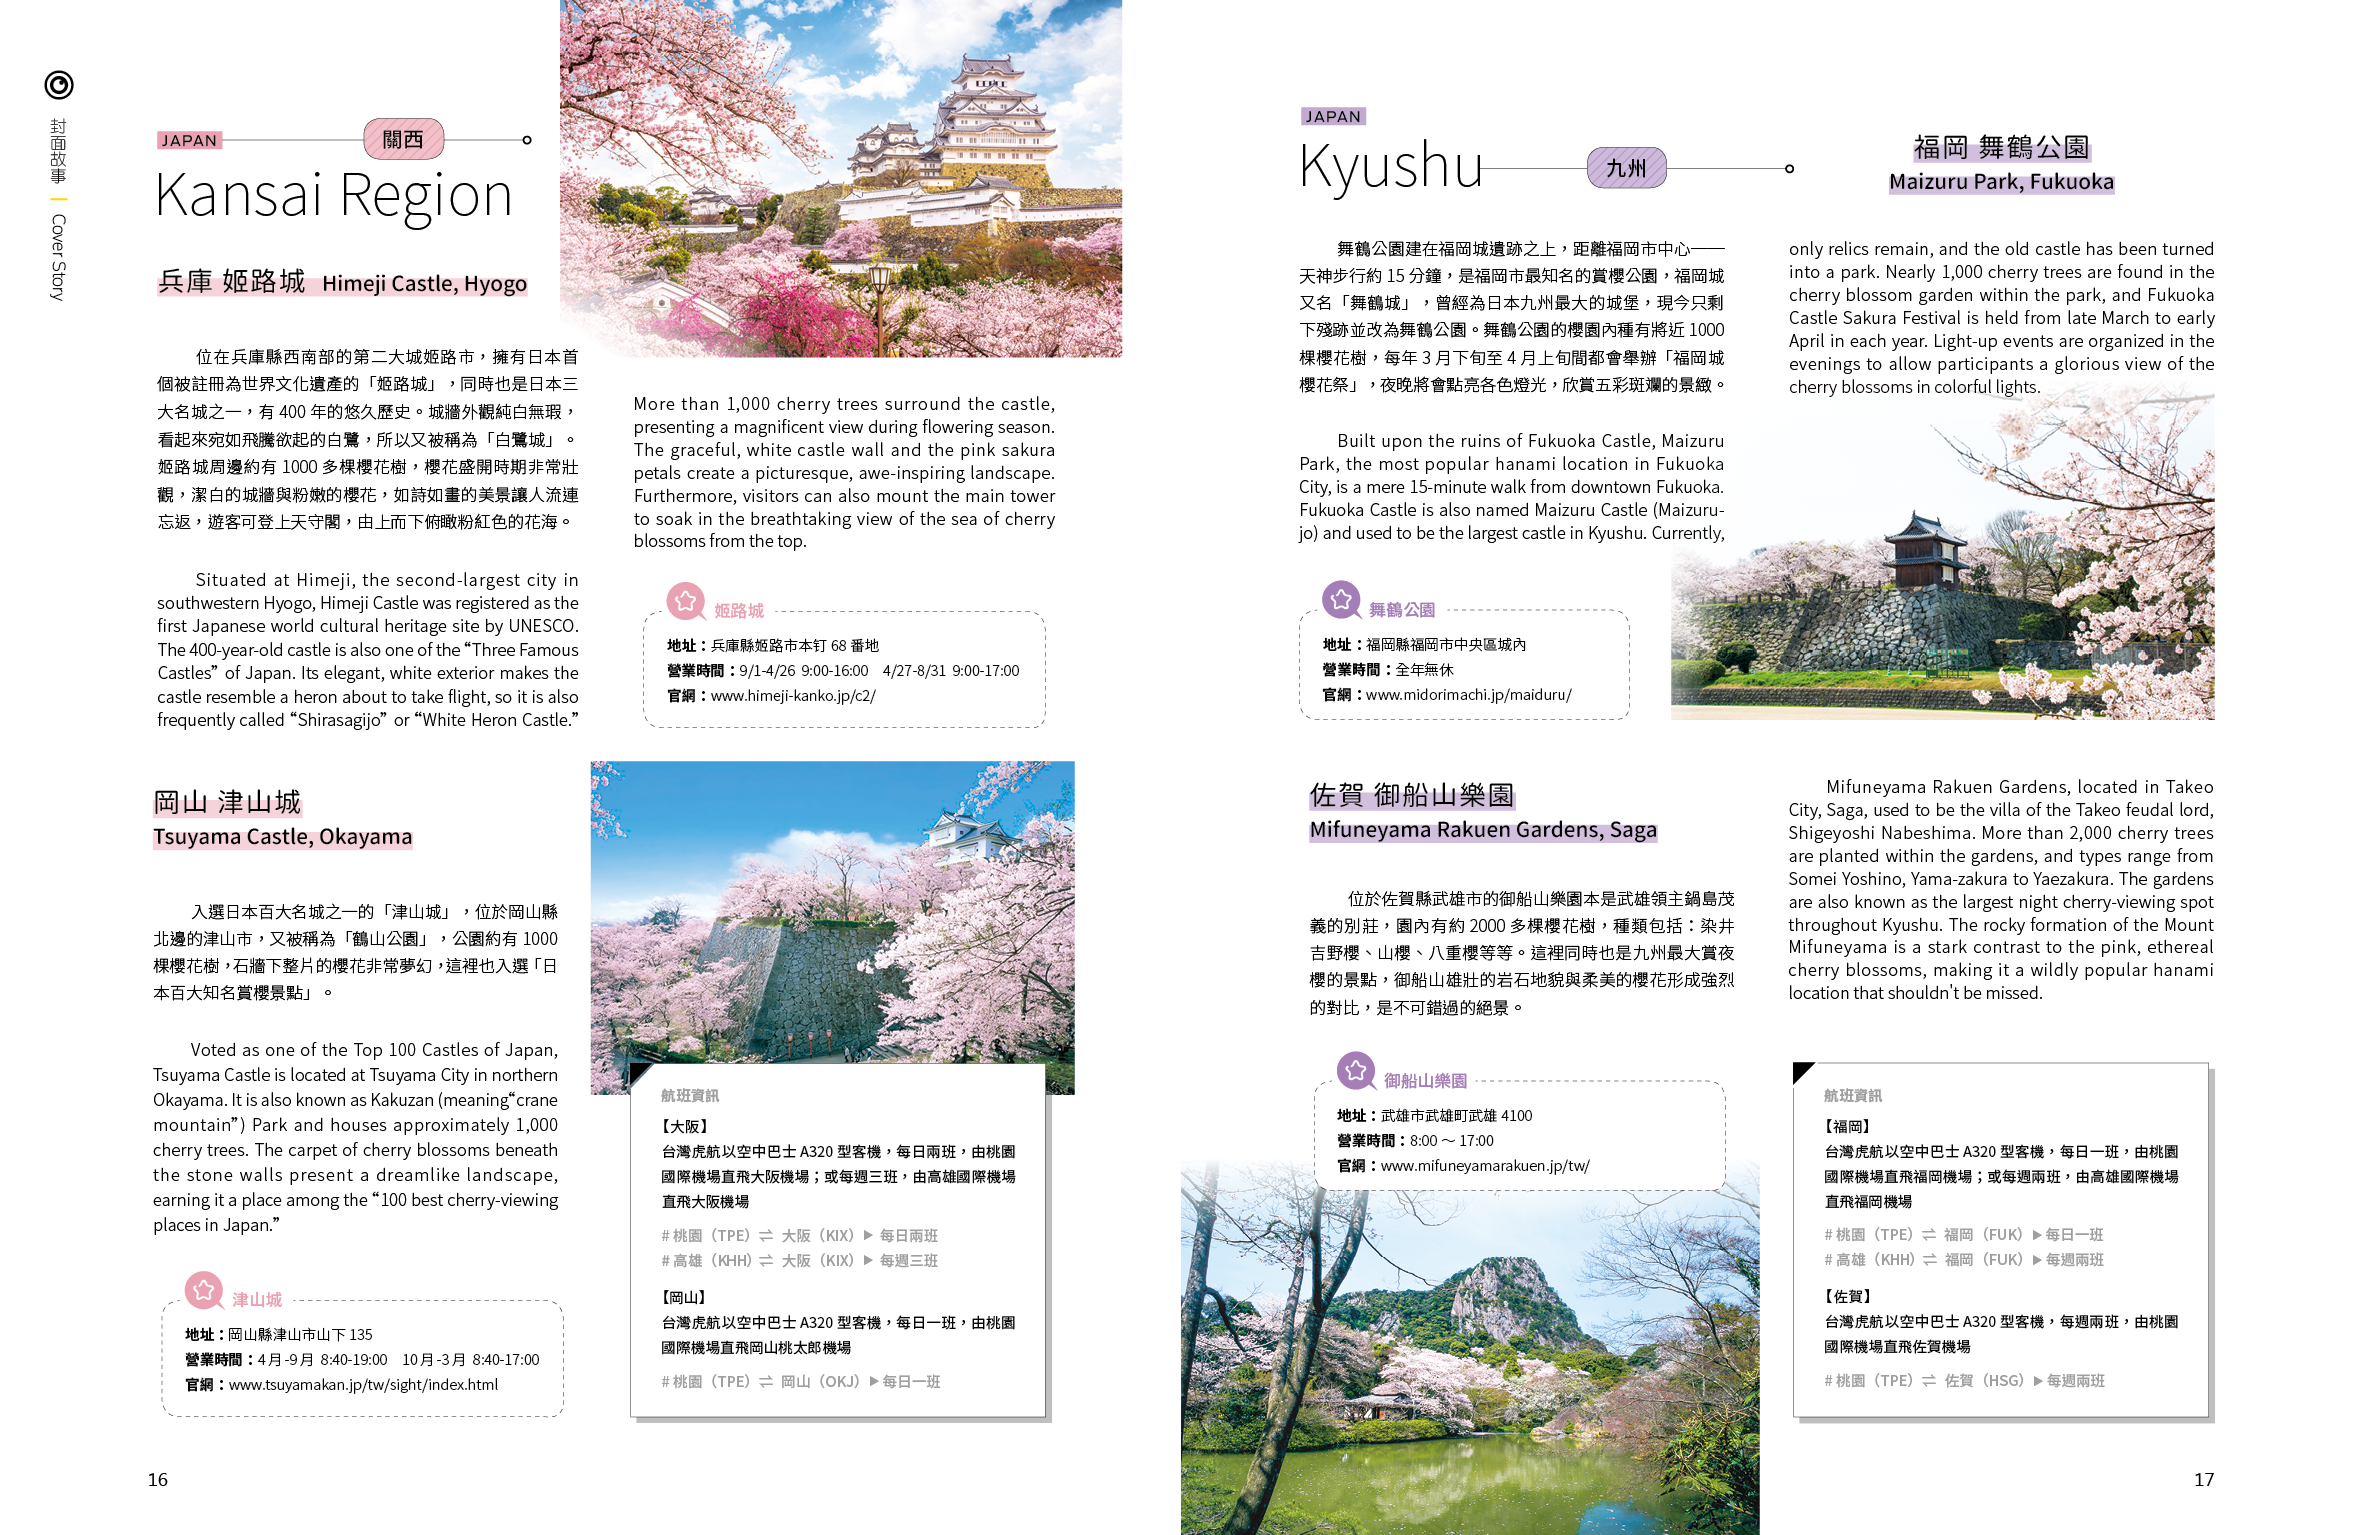 封面故事 | Cover Story
JAPAN
關西
Kansai Region
兵庫 姬路城 Himeji Castle, Hyogo
位在兵庫縣西南部的第二大城姬路市，擁有日本首
個被註冊為世界文化遺產的「姬路城」，同時也是日本三
大名城之一，有 400 年的悠久歷史。城牆外觀純白無瑕，
看起來宛如飛騰欲起的白鷺，所以又被稱為「白鷺城」。
姬路城周邊約有 1000 多棵櫻花樹，櫻花盛開時期非常壯
觀，潔白的城牆與粉嫩的櫻花，如詩如畫的美景讓人流連
忘返，遊客可登上天守閣，由上而下俯瞰粉紅色的花海。
Situated at Himeji, the second-largest city in
southwestern Hyogo, Himeji Castle was registered as the
first Japanese world cultural heritage site by UNESCO.
The 400-year-old castle is also one of the “Three Famous
Castles” of Japan. Its elegant, white exterior makes the
castle resemble a heron about to take flight, so it is also
frequently called “Shirasagijo” or “White Heron Castle.”
More than 1,000 cherry trees surround the castle,
presenting a magnificent view during flowering season.
The graceful, white castle wall and the pink sakura
petals create a picturesque, awe-inspiring landscape.
Furthermore, visitors can also mount the main tower
to soak in the breathtaking view of the sea of cherry
blossoms from the top.
姬路城
地址：兵庫縣姬路市本钉 68 番地
營業時間：9/1-4/26 9:00-16:00 4/27-8/31 9:00-17:00
官網：www.himeji-kanko.jp/c2/
岡山 津山城
Tsuyama Castle, Okayama
入選日本百大名城之一的「津山城」，位於岡山縣
北邊的津山市，又被稱為「鶴山公園」，公園約有 1000
棵櫻花樹，石牆下整片的櫻花非常夢幻，這裡也入選「日
本百大知名賞櫻景點」。
Voted as one of the Top 100 Castles of Japan,
Tsuyama Castle is located at Tsuyama City in northern
Okayama. It is also known as Kakuzan (meaning“crane
mountain”) Park and houses approximately 1,000
cherry trees. The carpet of cherry blossoms beneath
the stone walls present a dreamlike landscape,
earning it a place among the “100 best cherry-viewing
places in Japan.”
津山城
地址：岡山縣津山市山下 135
營業時間：4 月 -9 月 8:40-19:00 10 月 -3 月 8:40-17:00
官網：www.tsuyamakan.jp/tw/sight/index.html
航班資訊
【大阪】
台灣虎航以空中巴士 A320 型客機，每日兩班，由桃園
國際機場直飛大阪機場；或每週三班，由高雄國際機場
直飛大阪機場
# 桃園（TPE）⇌ 大阪（KIX）▶ 每日兩班
# 高雄（KHH）⇌ 大阪（KIX）▶ 每週三班
【岡山】
台灣虎航以空中巴士 A320 型客機，每日一班，由桃園
國際機場直飛岡山桃太郎機場
# 桃園（TPE）⇌ 岡山（OKJ）▶ 每日一班
16
JAPAN
Kyushu
九州
福岡 舞鶴公園
Maizuru Park, Fukuoka
舞鶴公園建在福岡城遺跡之上，距離福岡市中心——
天神步行約 15 分鐘，是福岡市最知名的賞櫻公園，福岡城
又名「舞鶴城」，曾經為日本九州最大的城堡，現今只剩
下殘跡並改為舞鶴公園。舞鶴公園的櫻園內種有將近 1000
棵櫻花樹，每年 3 月下旬至 4 月上旬間都會舉辦「福岡城
櫻花祭」，夜晚將會點亮各色燈光，欣賞五彩斑斕的景緻。
Built upon the ruins of Fukuoka Castle, Maizuru
Park, the most popular hanami location in Fukuoka
City, is a mere 15-minute walk from downtown Fukuoka.
Fukuoka Castle is also named Maizuru Castle (Maizuru-
jo) and used to be the largest castle in Kyushu. Currently,
only relics remain, and the old castle has been turned
into a park. Nearly 1,000 cherry trees are found in the
cherry blossom garden within the park, and Fukuoka
Castle Sakura Festival is held from late March to early
April in each year. Light-up events are organized in the
evenings to allow participants a glorious view of the
cherry blossoms in colorful lights.
舞鶴公園
地址：福岡縣福岡市中央區城內
營業時間：全年無休
官網：www.midorimachi.jp/maiduru/
佐賀 御船山樂園
Mifuneyama Rakuen Gardens, Saga
位於佐賀縣武雄市的御船山樂園本是武雄領主鍋島茂
義的別莊，園內有約 2000 多棵櫻花樹，種類包括：染井
吉野櫻、山櫻、八重櫻等等。這裡同時也是九州最大賞夜
櫻的景點，御船山雄壯的岩石地貌與柔美的櫻花形成強烈
的對比，是不可錯過的絕景。
Mifuneyama Rakuen Gardens, located in Takeo
City, Saga, used to be the villa of the Takeo feudal lord,
Shigeyoshi Nabeshima. More than 2,000 cherry trees
are planted within the gardens, and types range from
Somei Yoshino, Yama-zakura to Yaezakura. The gardens
are also known as the largest night cherry-viewing spot
throughout Kyushu. The rocky formation of the Mount
Mifuneyama is a stark contrast to the pink, ethereal
cherry blossoms, making it a wildly popular hanami
location that shouldn't be missed.
御船山樂園
地址：武雄市武雄町武雄 4100
營業時間：8:00 ～ 17:00
官網：www.mifuneyamarakuen.jp/tw/
航班資訊
【福岡】
台灣虎航以空中巴士 A320 型客機，每日一班，由桃園
國際機場直飛福岡機場；或每週兩班，由高雄國際機場
直飛福岡機場
# 桃園（TPE）⇌ 福岡（FUK）▶ 每日一班
# 高雄（KHH）⇌ 福岡（FUK）▶ 每週兩班
【佐賀】
台灣虎航以空中巴士 A320 型客機，每週兩班，由桃園
國際機場直飛佐賀機場
# 桃園（TPE）⇌ 佐賀（HSG）▶ 每週兩班
17